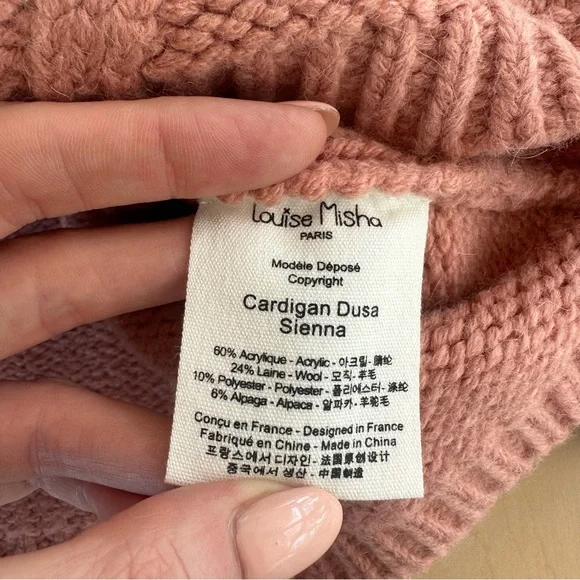 Louise Misha
PARIS
Modèle Déposé
Copyright
Cardigan Dusa
Sienna
60% Acrylique - Acrylic - 아크릴 - 腈纶
24% Laine - Wool - 모직 - 羊毛
10% Polyester - Polyester - 폴리에스터 - 涤纶
6% Alpaga - Alpaca - 알파카 - 羊驼毛
Conçu en France - Designed in France
Fabriqué en Chine - Made in China
프랑스에서 디자인 - 法国原创设计
중국에서 생산 - 中国制造